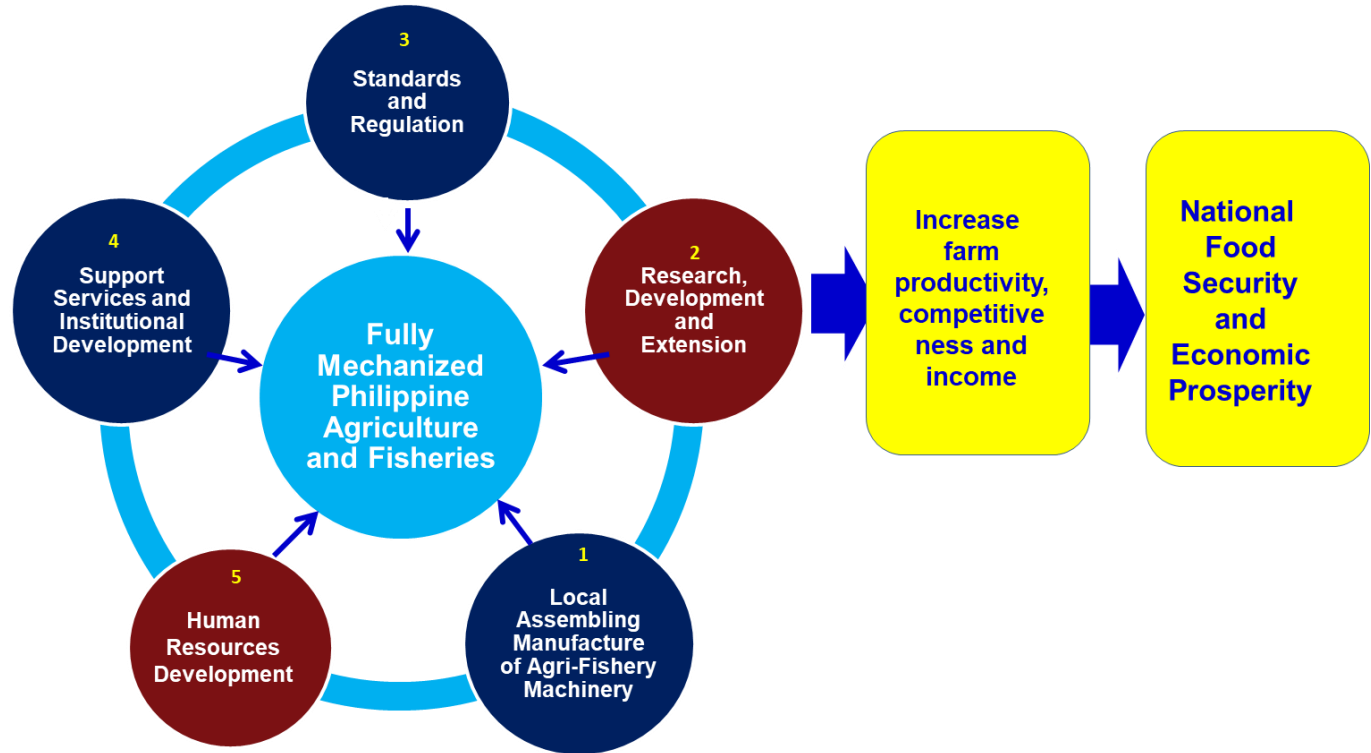 3
Standards
and
Regulation
4
Support
Services and
Institutional
Development
2
Research,
Development
and
Extension
Fully
Mechanized
Philippine
Agriculture
and Fisheries
5
Human
Resources
Development
1
Local
Assembling
Manufacture
of Agri-Fishery
Machinery
Increase
farm
productivity,
competitive
ness and
income
National
Food
Security
and
Economic
Prosperity